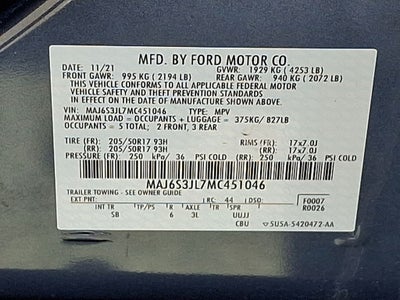 MFD. BY FORD MOTOR CO.
DATE: 11/21 GVWR: 1929 KG ( 4253 LB)
FRONT GAWR: 995 KG ( 2194 LB) REAR GAWR: 940 KG ( 2072 LB)
THIS VEHICLE CONFORMS TO ALL APPLICABLE FEDERAL MOTOR
VEHICLE SAFETY AND BUMPER STANDARDS IN
EFFECT ON THE DATE OF MANUFACTURE SHOWN ABOVE.
VIN: MAJ6S3JL7MC451046 TYPE: MPV
MAXIMUM LOAD = OCCUPANTS + LUGGAGE = 375KG/ 827LB
OCCUPANTS = 5 TOTAL, 2 FRONT, 3 REAR
TIRE (FR): 205/50R17 93H RIMS (FR): 17x7.0J
(RR): 205/50R17 93H (RR): 17x7.0J
PRESSURE (FR) 250 kPa/ 36 PSI COLD (RR) 250 kPa/ 36 PSI COLD
MAJ6S3JL7MC451046
TRAILER TOWING - SEE OWNER GUIDE
EXT PNT: RC: 44 DSO: F0007
INT TR TP/PS R AXLE TR SPR R0026
SB 6 3L UUJJ
CBU 5U5A-5420472-AA